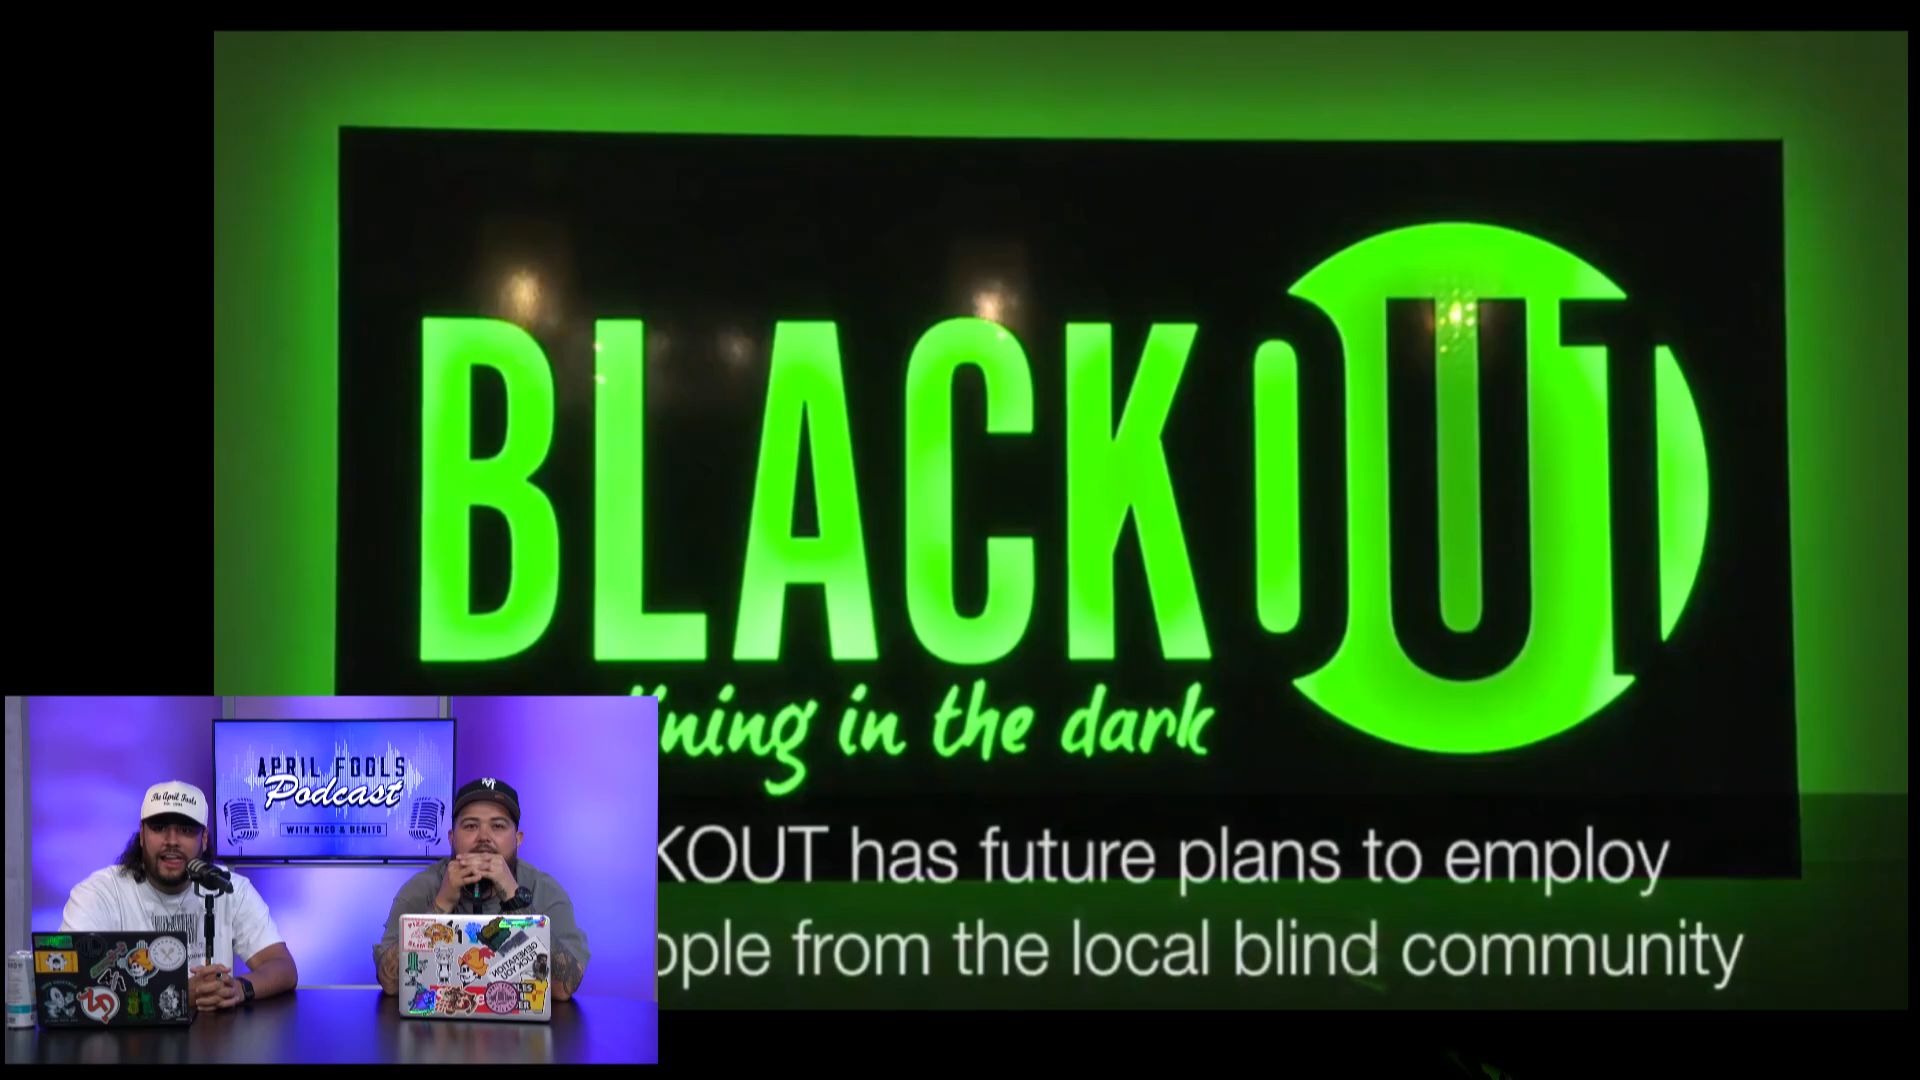 BLACKOUT
ining in the dark
KOUT has future plans to employ
ople from the local blind community
APRIL FOOLS
Podcast
WITH NICO & BENITO
The April Fools